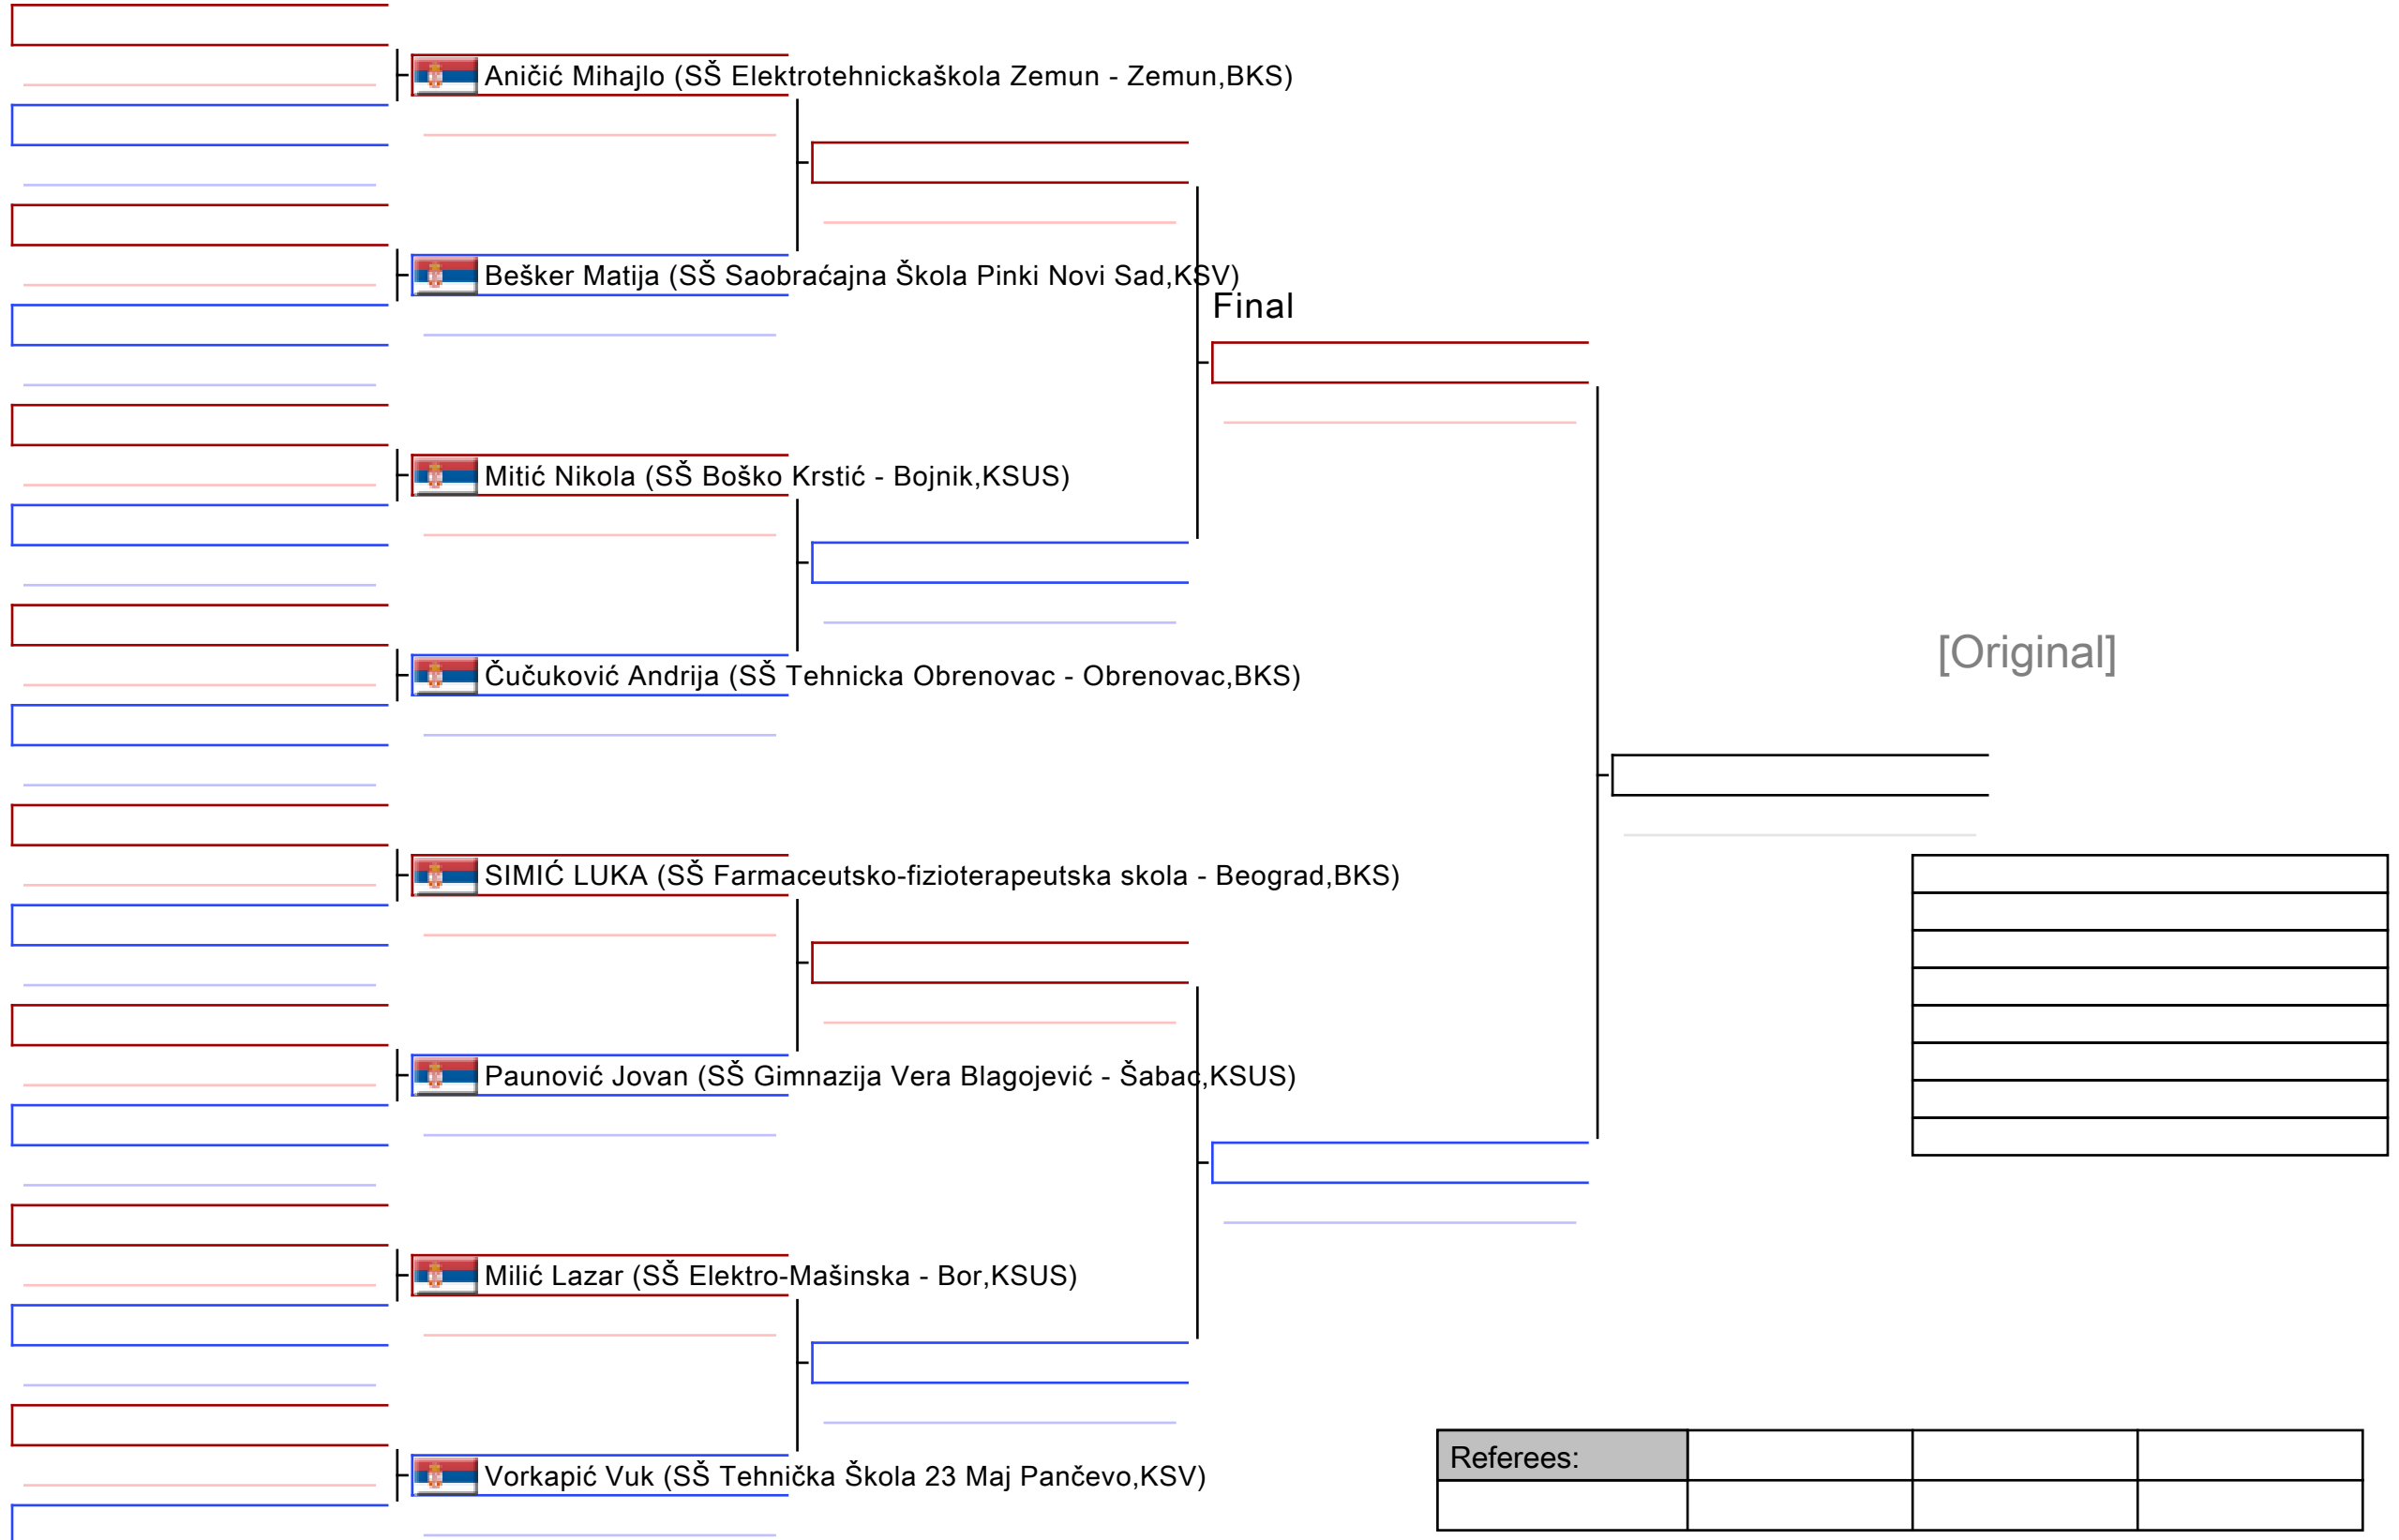 Aničić Mihajlo (SŠ Elektrotehnickaškola Zemun - Zemun,BKS)
Bešker Matija (SŠ Saobraćajna Škola Pinki Novi Sad,KSV)
Final
Mitić Nikola (SŠ Boško Krstić - Bojnik,KSUS)
[Original]
Čučuković Andrija (SŠ Tehnicka Obrenovac - Obrenovac,BKS)
SIMIĆ LUKA (SŠ Farmaceutsko-fizioterapeutska skola - Beograd,BKS)
Paunović Jovan (SŠ Gimnazija Vera Blagojević - Šabac,KSUS)
Milić Lazar (SŠ Elektro-Mašinska - Bor,KSUS)
Referees:
Vorkapić Vuk (SŠ Tehnička Škola 23 Maj Pančevo,KSV)